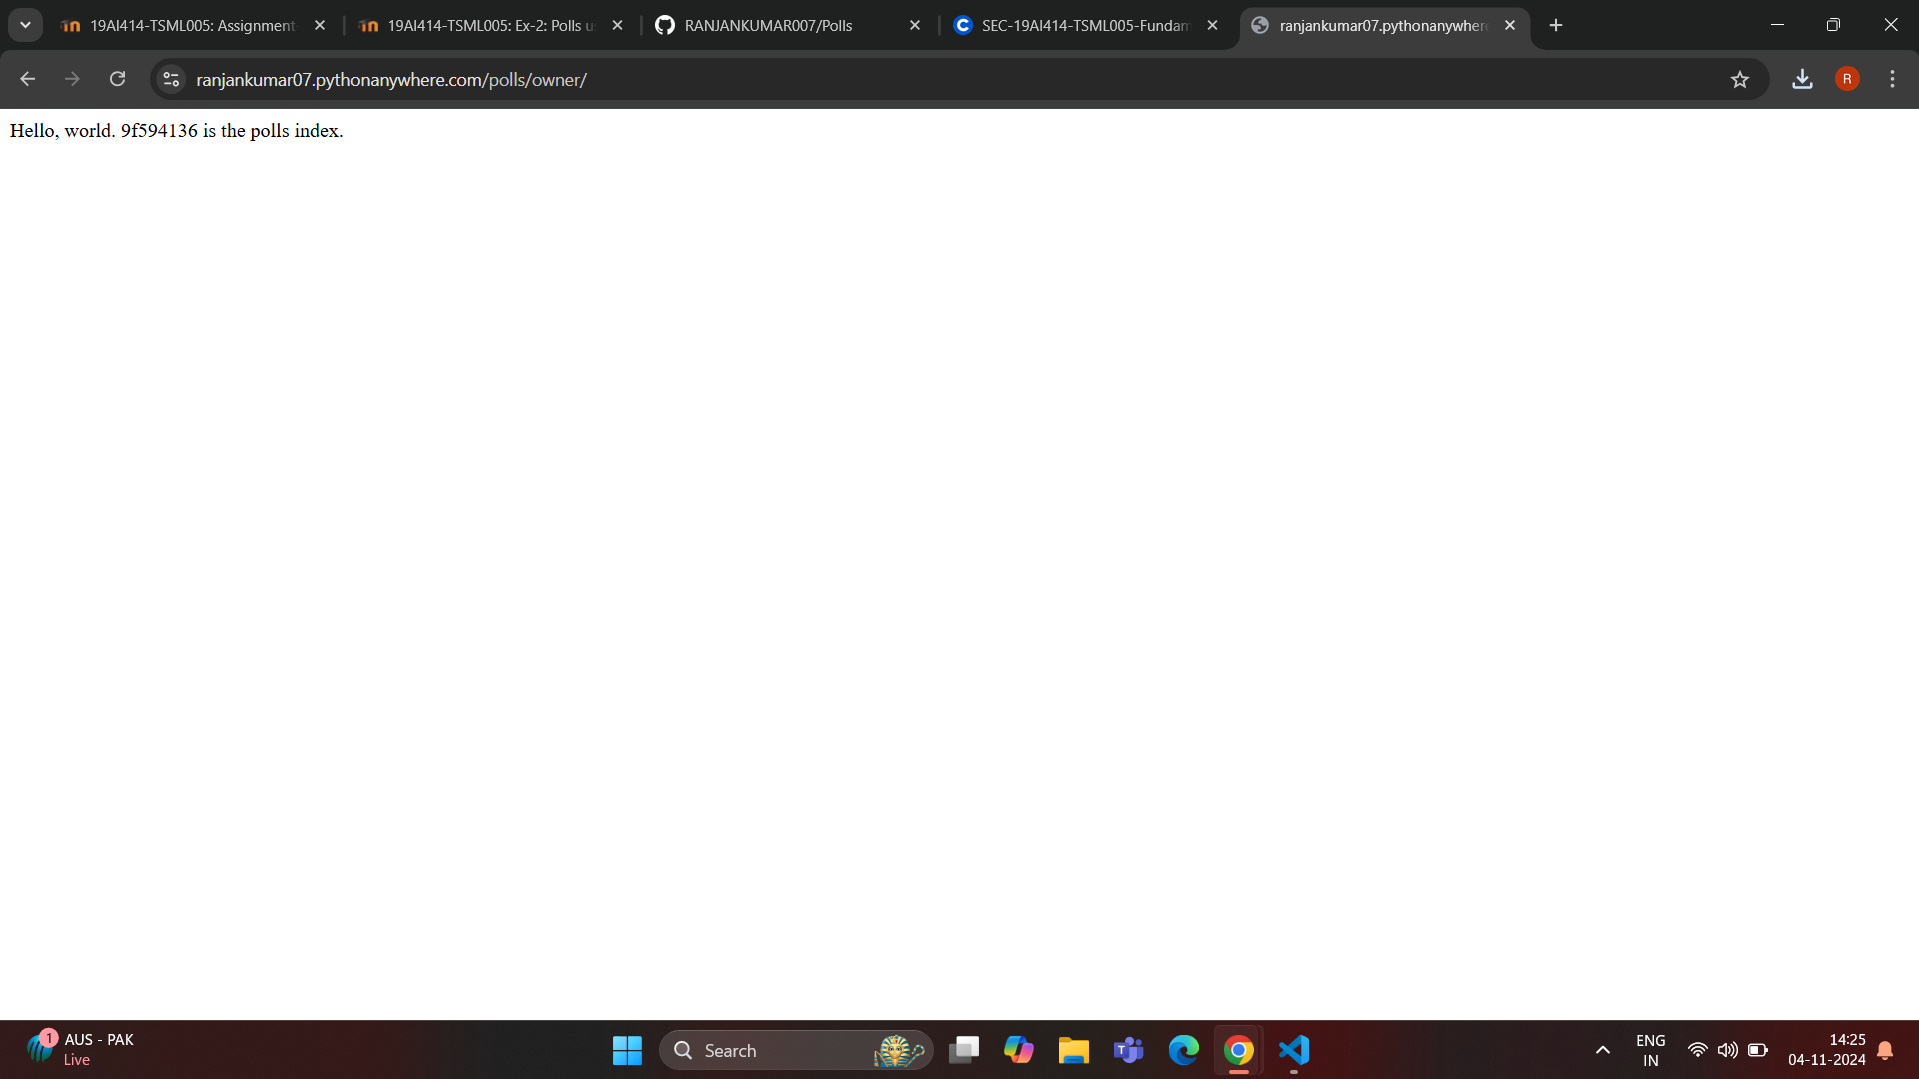 19AI414-TSML005: Assignment-
19AI414-TSML005: Ex-2: Polls u
RANJANKUMAR007/Polls
SEC-19AI414-TSML005-Fundam
ranjankumar07.pythonanywhere
ranjankumar07.pythonanywhere.com/polls/owner/
R
Hello, world. 9f594136 is the polls index.
1
AUS - PAK
Live
Search
ENG
IN
14:25
04-11-2024